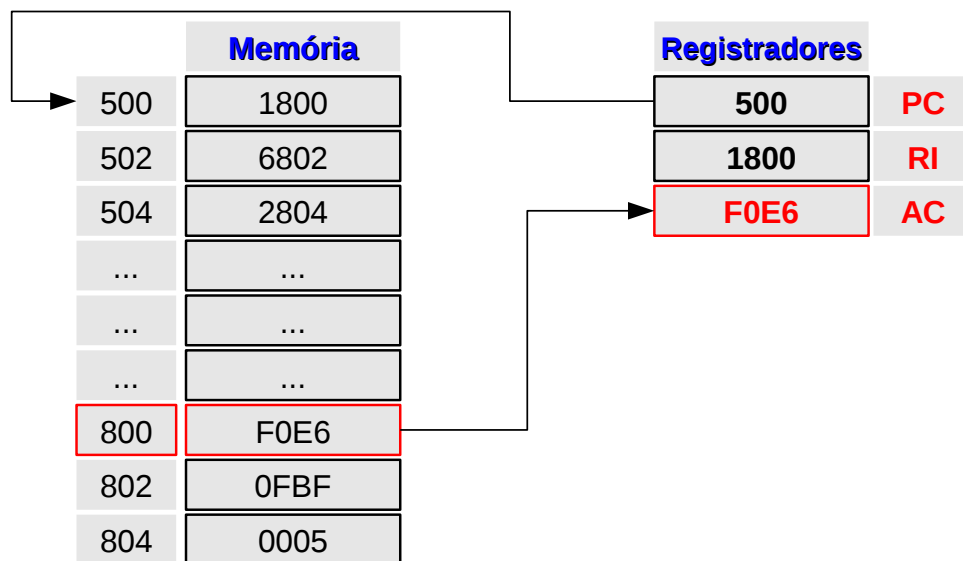 Memória Registradores
500 1800 500 PC
502 6802 1800 RI
504 2804 F0E6 AC
... ...
... ...
... ...
800 F0E6
802 0FBF
804 0005